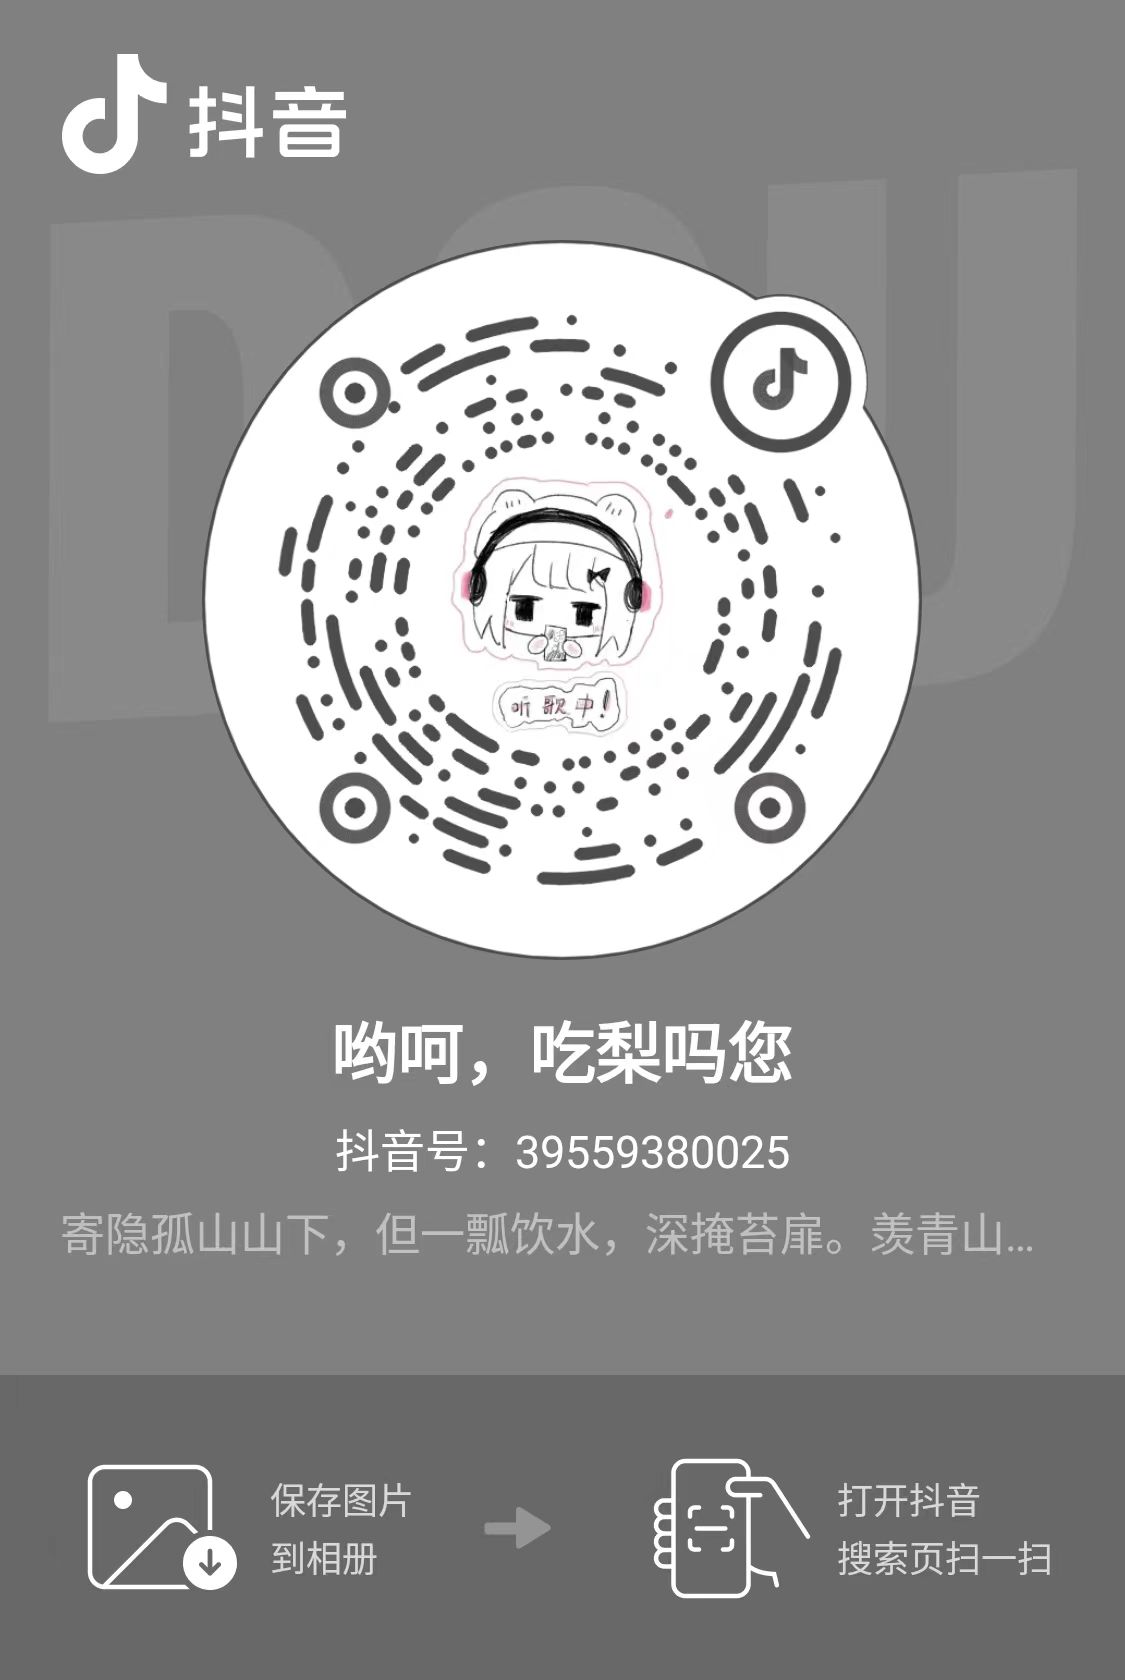 抖音
DOU
听歌中!
哟呵，吃梨吗您
抖音号：39559380025
寄隐孤山山下，但一瓢饮水，深掩苔扉。羡青山...
保存图片
到相册
打开抖音
搜索页扫一扫